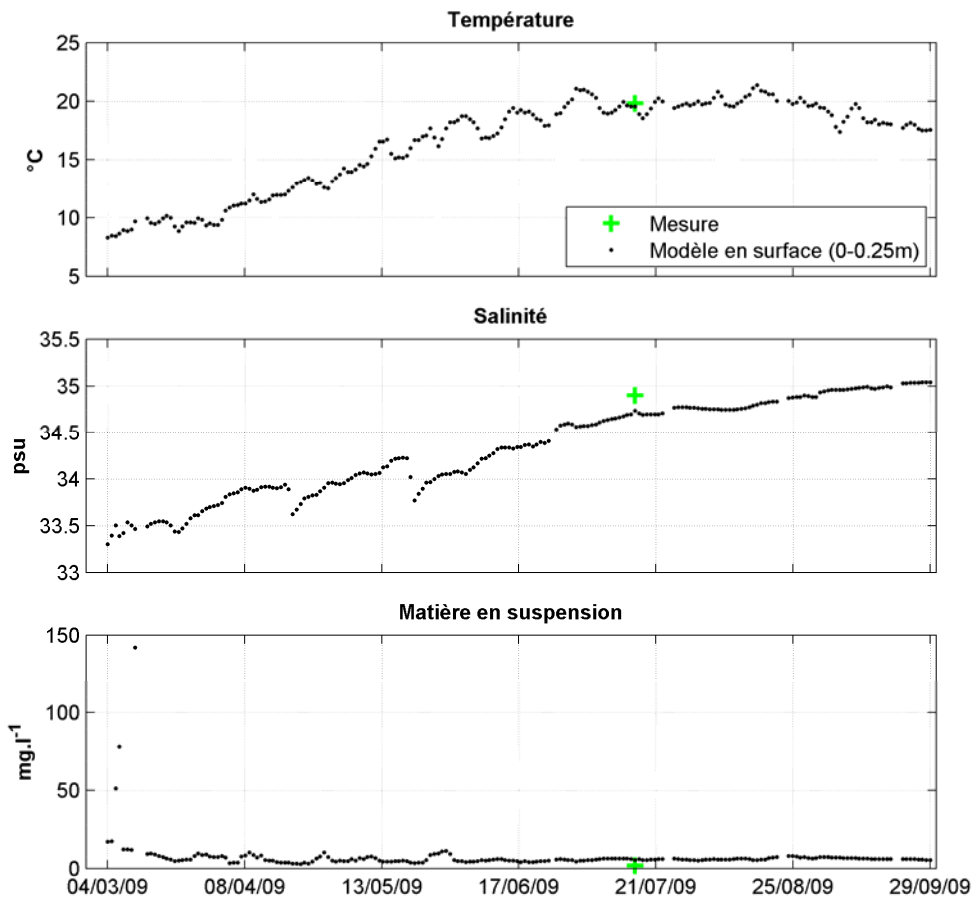 Température
25
20
15
10
5
°C
Mesure
Modèle en surface (0-0.25m)
Salinité
35.5
35
34.5
34
33.5
33
psu
Matière en suspension
150
100
50
0
mg.l-1
04/03/09 08/04/09 13/05/09 17/06/09 21/07/09 25/08/09 29/09/09